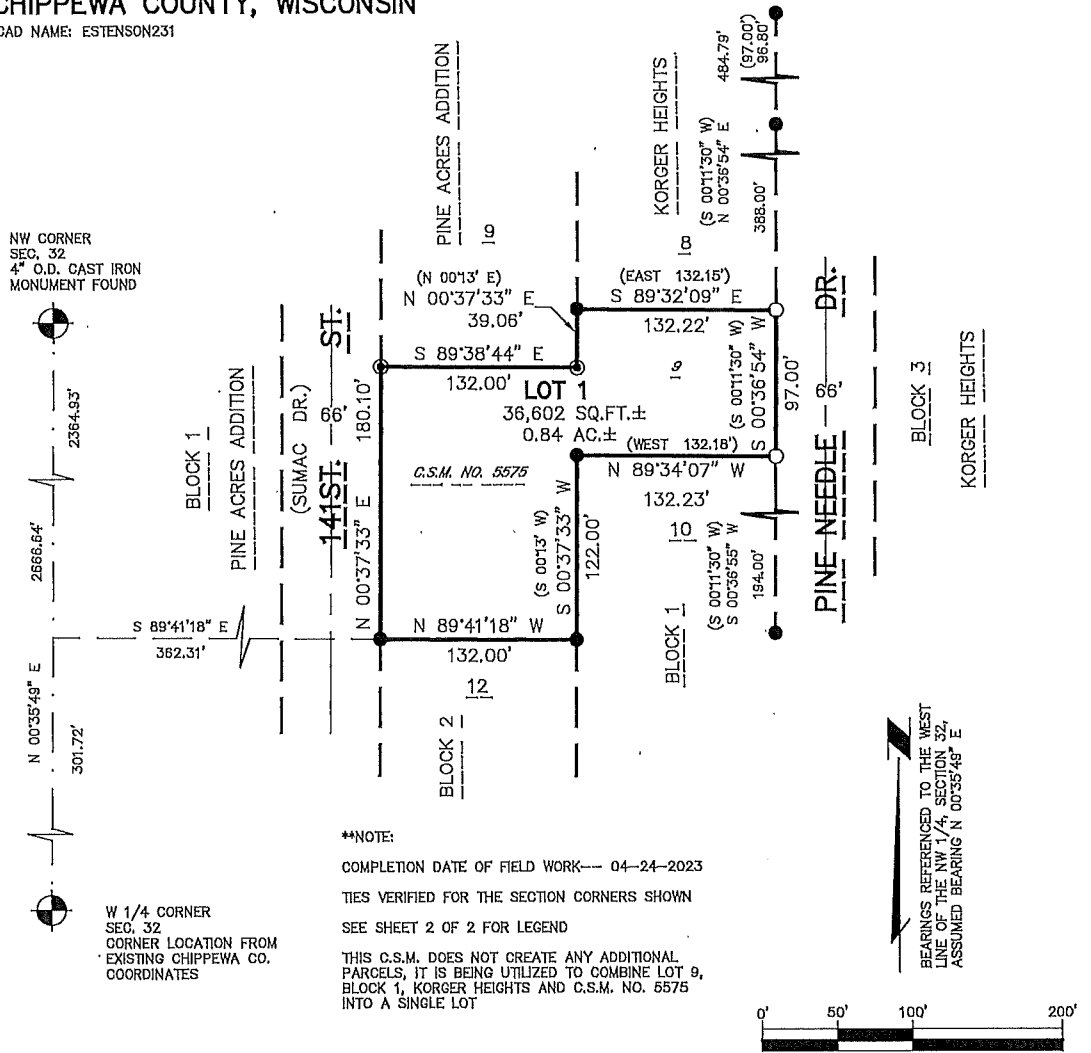 CHIPPEWA COUNTY, WISCONSIN
CAD NAME: ESTENSON231
NW CORNER
SEC. 32
4" O.D. CAST IRON
MONUMENT FOUND
2364.93'
2666.64'
N 00°35'49" E
301.72'
W 1/4 CORNER
SEC. 32
CORNER LOCATION FROM
EXISTING CHIPPEWA CO.
COORDINATES
S 89°41'18" E
362.31'
BLOCK 1
PINE ACRES ADDITION
(SUMAC DR.)
141ST. ST.
66'
N 00°37'33" E 180.10'
PINE ACRES ADDITION
9
(N 00°13' E)
N 00°37'33" E
39.06'
S 89°38'44" E
132.00'
LOT 1
36,602 SQ.FT.±
0.84 AC.±
C.S.M. NO. 5575
(S 00°13' W)
S 00°37'33" W
122.00'
N 89°41'18" W
132.00'
12
BLOCK 2
KORGER HEIGHTS
8
(S 00°11'30" W)
N 00°36'54" E
484.79'
(97.00')
96.80'
388.00'
(EAST 132.15')
S 89°32'09" E
132.22'
9
(S 00°11'30" W)
S 00°36'54" W
97.00'
(WEST 132.18')
N 89°34'07" W
132.23'
10
BLOCK 1
(S 00°11'30" W)
S 00°36'55" W
194.00'
PINE NEEDLE DR.
66'
BLOCK 3
KORGER HEIGHTS
**NOTE:
COMPLETION DATE OF FIELD WORK-- 04-24-2023
TIES VERIFIED FOR THE SECTION CORNERS SHOWN
SEE SHEET 2 OF 2 FOR LEGEND
THIS C.S.M. DOES NOT CREATE ANY ADDITIONAL
PARCELS, IT IS BEING UTILIZED TO COMBINE LOT 9,
BLOCK 1, KORGER HEIGHTS AND C.S.M. NO. 5575
INTO A SINGLE LOT
BEARINGS REFERENCED TO THE WEST
LINE OF THE NW 1/4, SECTION 32,
ASSUMED BEARING N 00°35'49" E
0' 50' 100' 200'